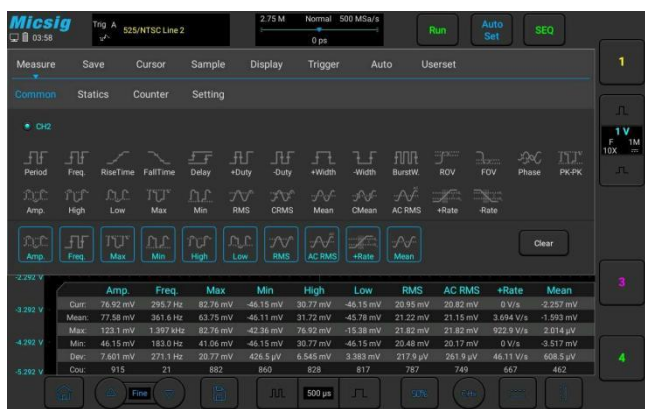 Micsig
03:58
Trig A 525/NTSC Line 2
2.75 M Normal 500 MSa/s
0 ps
Run
Auto Set
SEQ
Measure Save Cursor Sample Display Trigger Auto Userset
Common Statics Counter Setting
CH2
Period Freq. RiseTime FallTime Delay +Duty -Duty +Width -Width BurstW. ROV FOV Phase PK-PK
Amp. High Low Max Min RMS CRMS Mean CMean AC RMS +Rate -Rate
Amp. Freq. Max Min High Low RMS AC RMS +Rate Mean
Clear
-2.292 V
Amp. Freq. Max Min High Low RMS AC RMS +Rate Mean
Curr: 76.92 mV 295.7 Hz 82.76 mV -46.15 mV 30.77 mV -46.15 mV 20.95 mV 20.82 mV 0 V/s -2.257 mV
-3.292 V
Mean: 77.58 mV 361.6 Hz 63.75 mV -46.11 mV 31.72 mV -45.78 mV 21.22 mV 21.15 mV 3.694 V/s -1.593 mV
Max: 123.1 mV 1.397 kHz 82.76 mV -42.36 mV 76.92 mV -15.38 mV 21.82 mV 21.82 mV 922.9 V/s 2.014 μV
-4.292 V
Min: 46.15 mV 183.0 Hz 41.06 mV -46.15 mV 30.77 mV -46.15 mV 20.48 mV 20.17 mV 0 V/s -3.517 mV
Dev: 7.601 mV 271.1 Hz 20.77 mV 426.5 μV 6.545 mV 3.383 mV 217.9 μV 261.9 μV 46.11 V/s 608.5 μV
-5.292 V
Cou: 915 21 882 860 828 817 787 749 667 462
Fine
500 μs
1
1 V
F 1M
10X
3
4